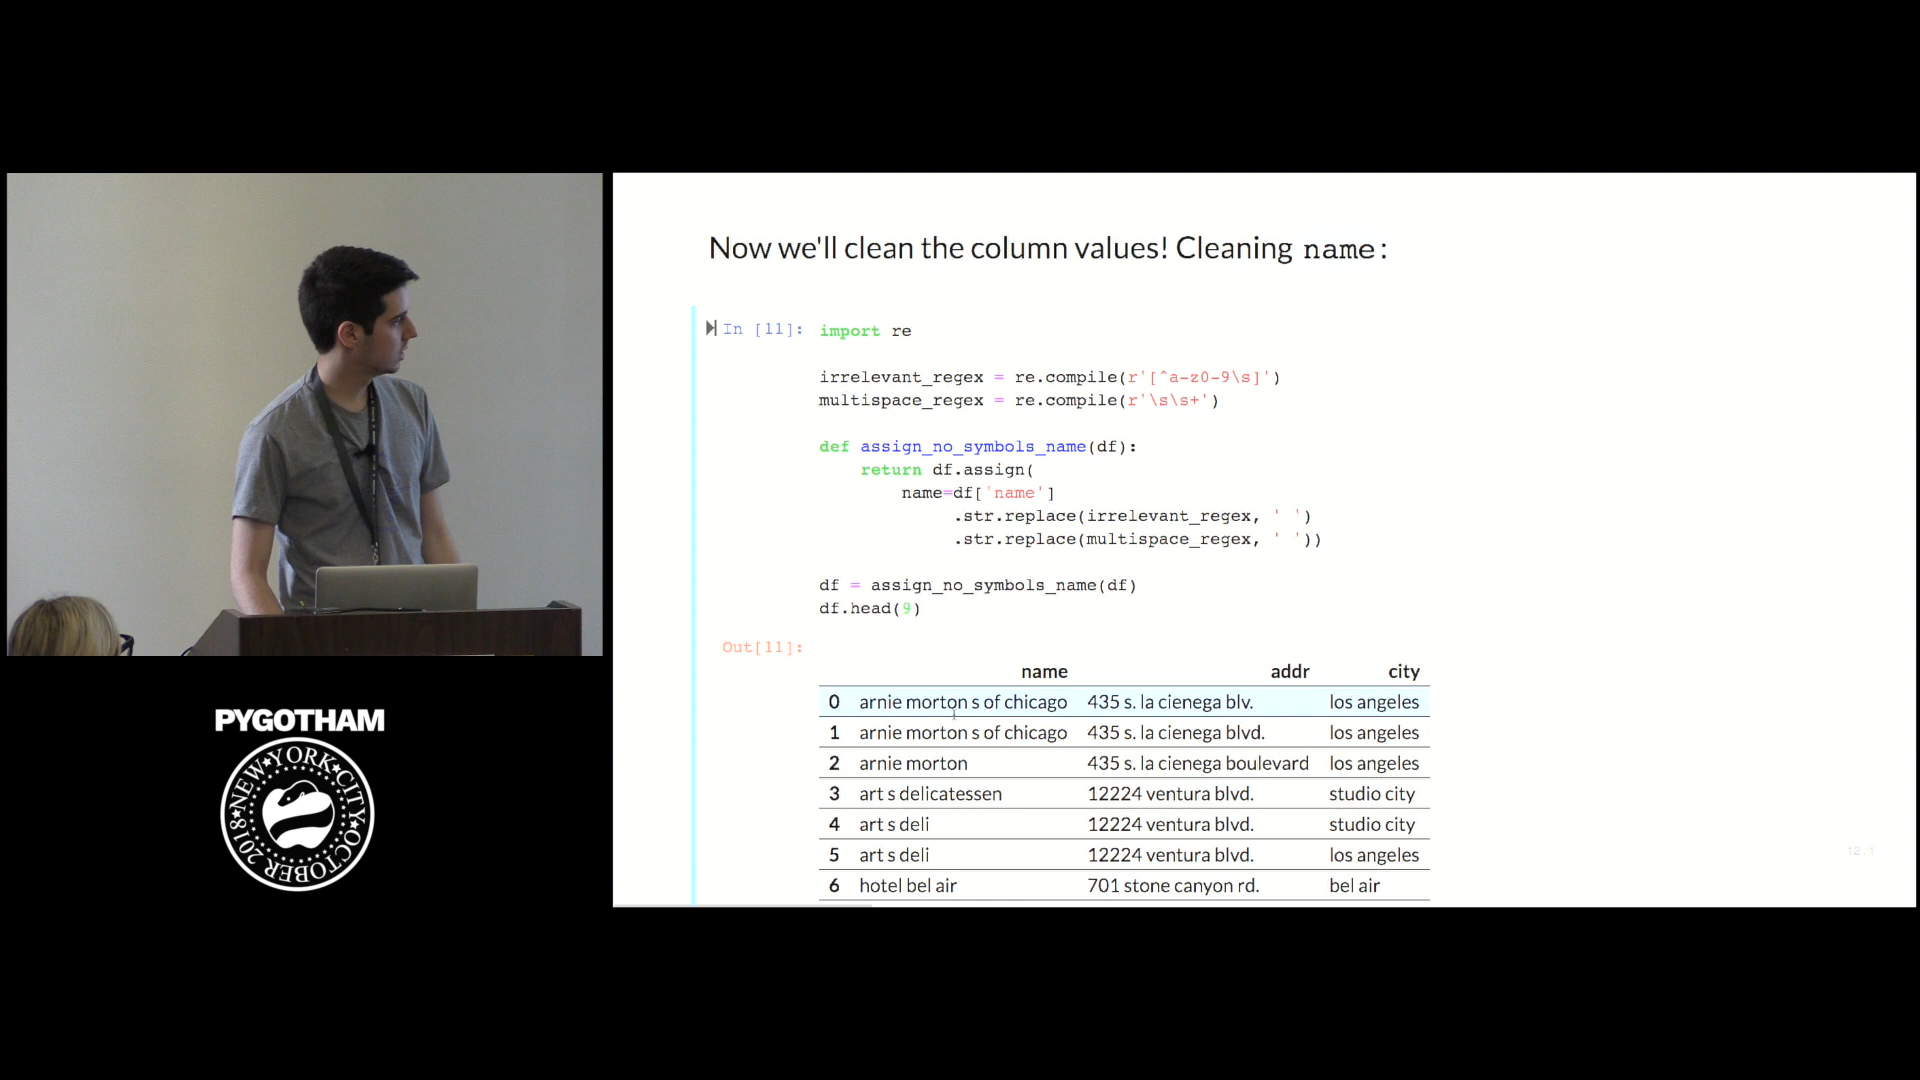 Now we'll clean the column values! Cleaning name:
In [11]: import re
irrelevant_regex = re.compile(r'[^a-z0-9\s]')
multispace_regex = re.compile(r'\s\s+')
def assign_no_symbols_name(df):
    return df.assign(
        name=df['name']
             .str.replace(irrelevant_regex, ' ')
             .str.replace(multispace_regex, ' '))
df = assign_no_symbols_name(df)
df.head(9)
Out[11]:
name addr city
0 arnie morton s of chicago 435 s. la cienega blv. los angeles
1 arnie morton s of chicago 435 s. la cienega blvd. los angeles
2 arnie morton 435 s. la cienega boulevard los angeles
3 art s delicatessen 12224 ventura blvd. studio city
4 art s deli 12224 ventura blvd. studio city
5 art s deli 12224 ventura blvd. los angeles
6 hotel bel air 701 stone canyon rd. bel air
12.1
PYGOTHAM
NEW★YORK★CITY
OCTOBER 2018